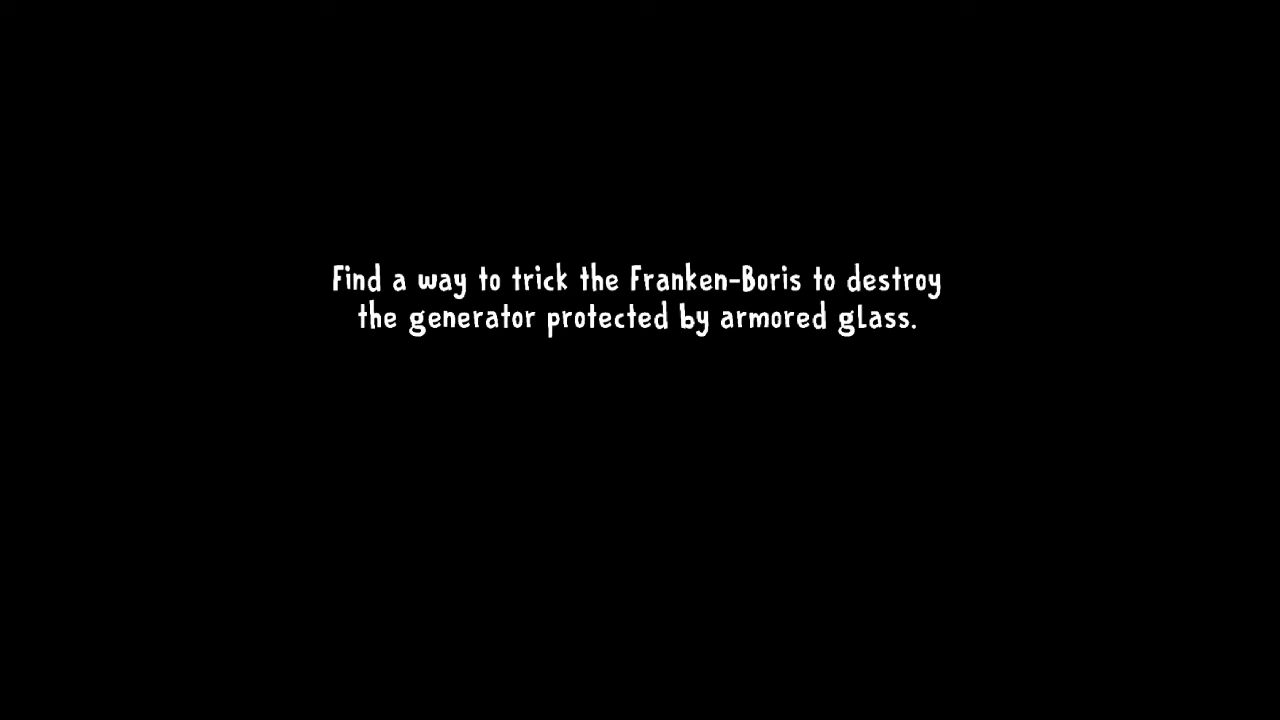 Find a way to trick the Franken-Boris to destroy
the generator protected by armored glass.